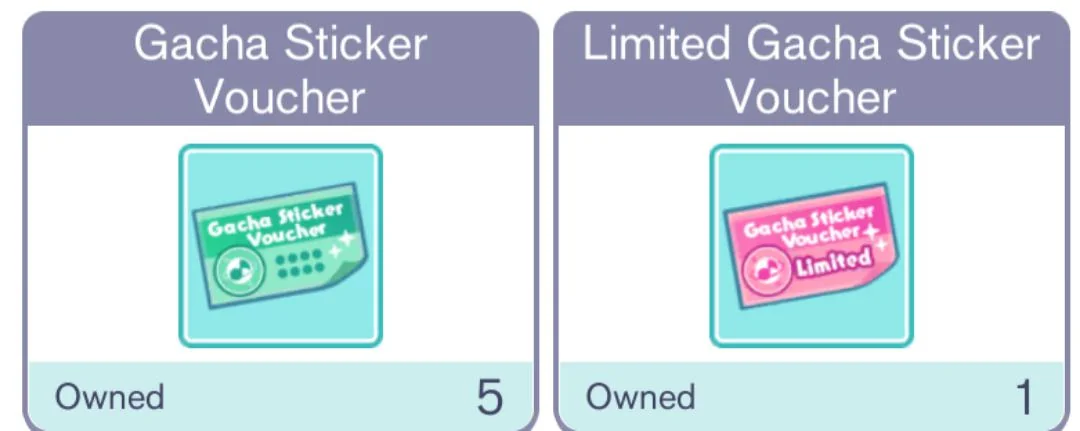 Gacha Sticker
Voucher
Gacha Sticker
Voucher
Owned 5
Limited Gacha Sticker
Voucher
Gacha Sticker
Voucher
Limited
Owned 1